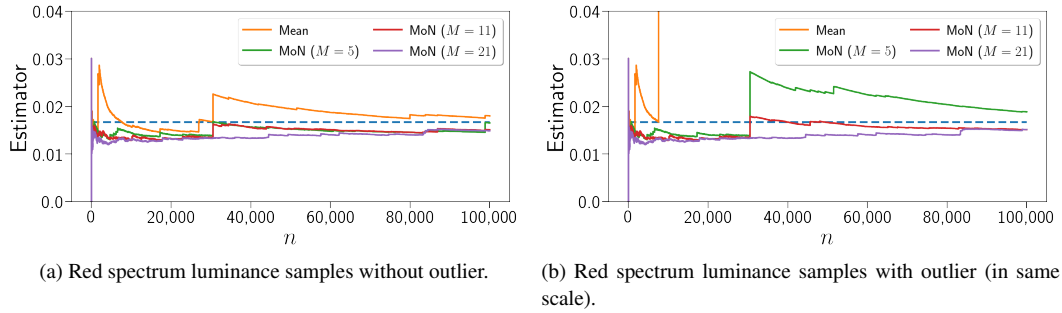 0.04
0.03
0.02
0.01
0.0
Estimator
Mean
MoN (M = 5)
MoN (M = 11)
MoN (M = 21)
0
20,000
40,000
60,000
80,000
100,000
n
(a) Red spectrum luminance samples without outlier.
0.04
0.03
0.02
0.01
0.0
Estimator
Mean
MoN (M = 5)
MoN (M = 11)
MoN (M = 21)
0
20,000
40,000
60,000
80,000
100,000
n
(b) Red spectrum luminance samples with outlier (in same
scale).